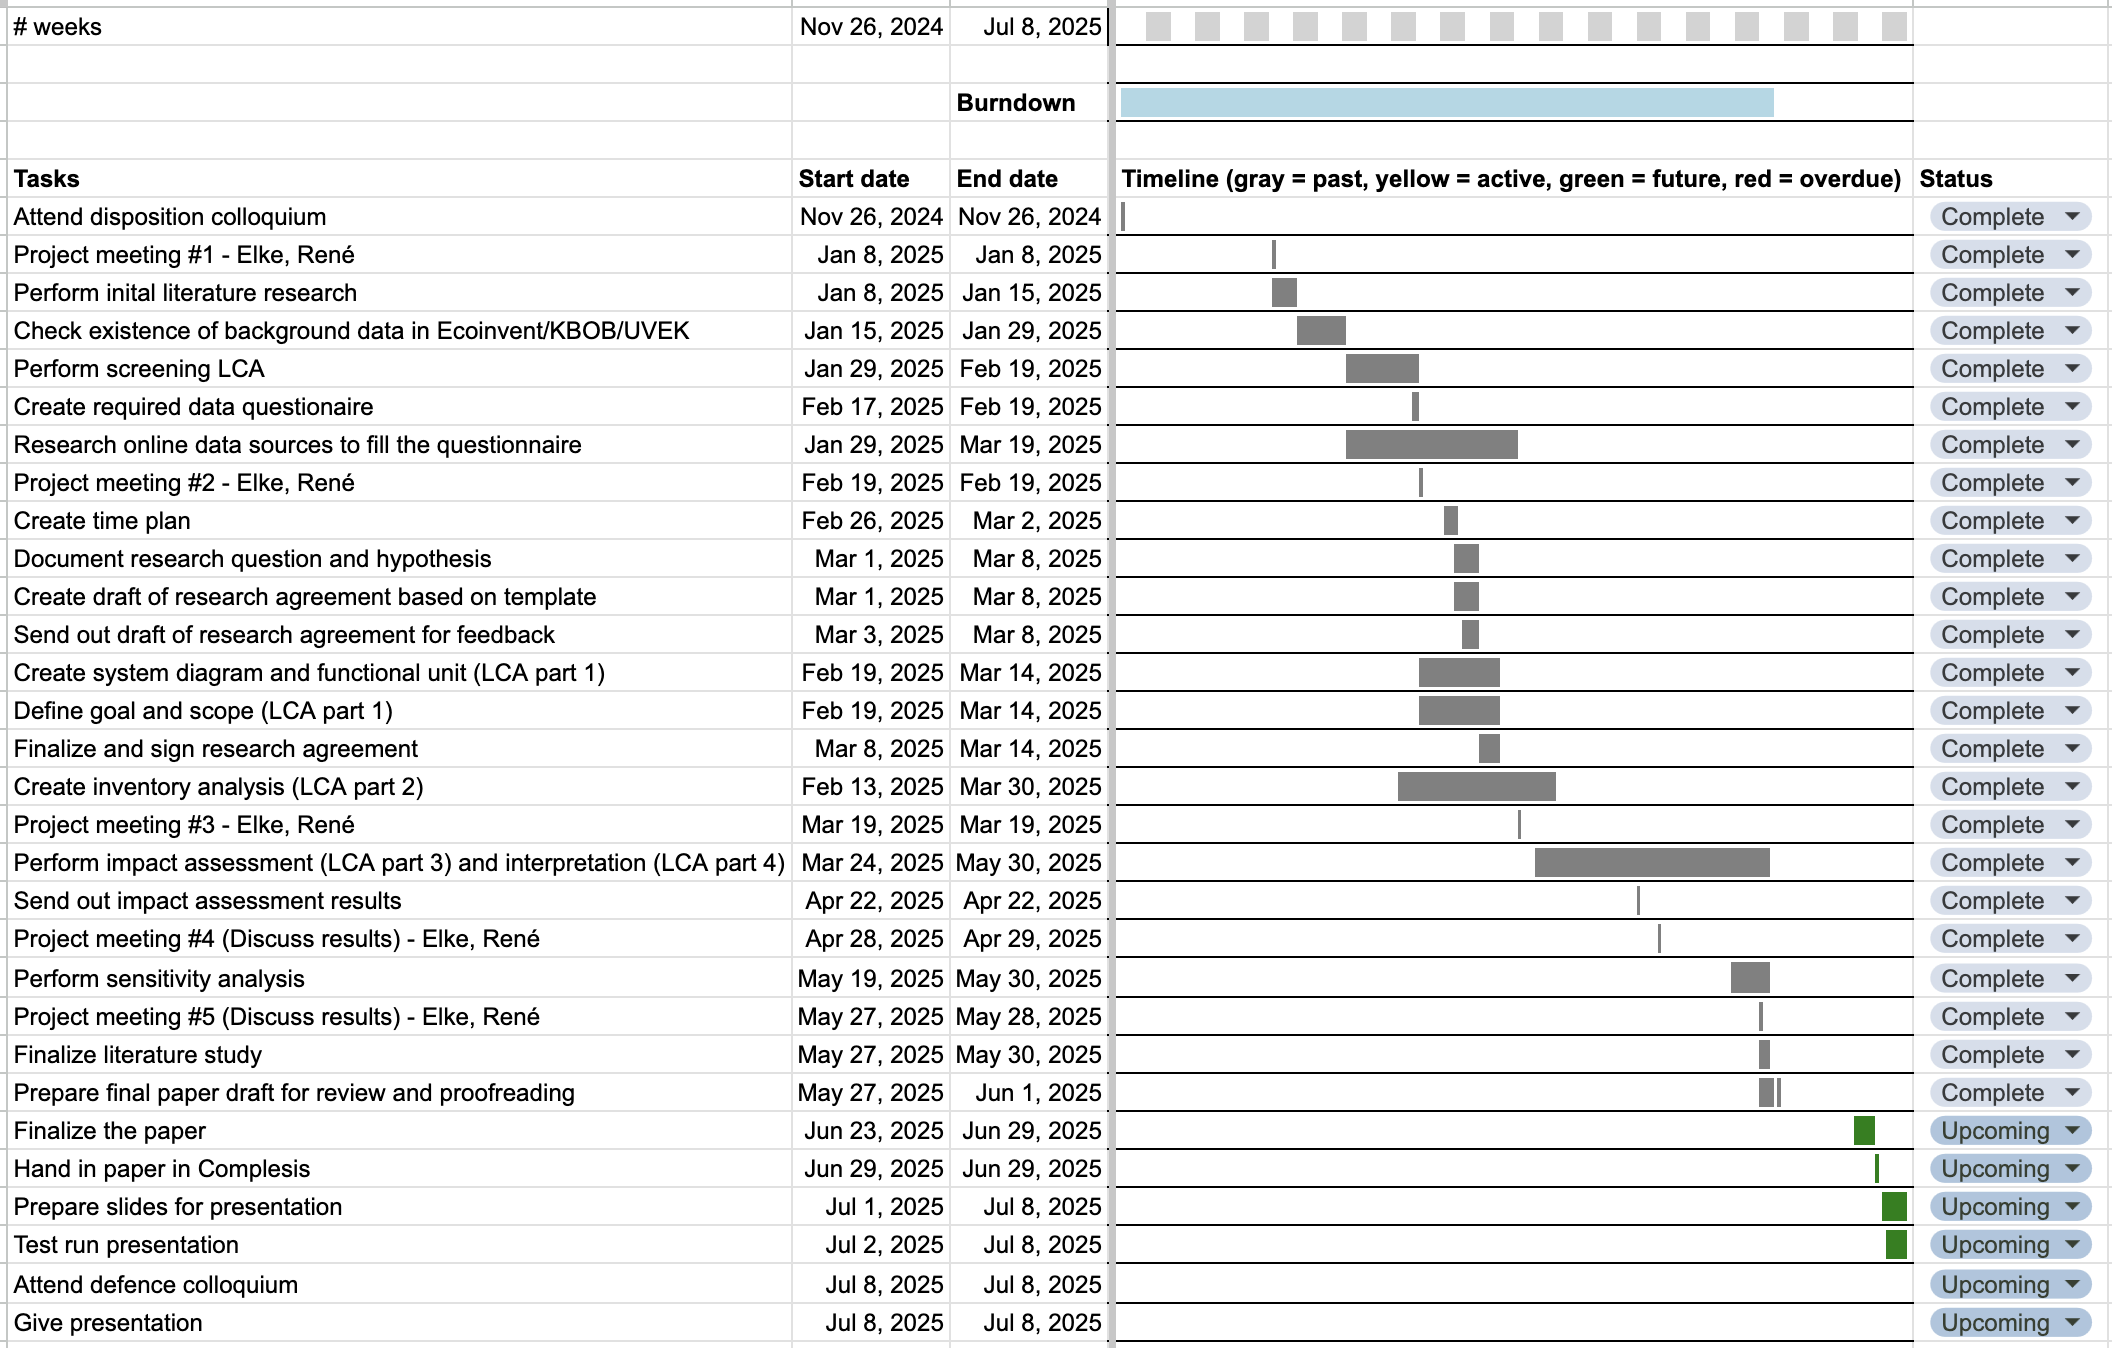 # weeks Nov 26, 2024 Jul 8, 2025
Burndown
Tasks Start date End date Timeline (gray = past, yellow = active, green = future, red = overdue) Status
Attend disposition colloquium Nov 26, 2024 Nov 26, 2024 Complete
Project meeting #1 - Elke, René Jan 8, 2025 Jan 8, 2025 Complete
Perform inital literature research Jan 8, 2025 Jan 15, 2025 Complete
Check existence of background data in Ecoinvent/KBOB/UVEK Jan 15, 2025 Jan 29, 2025 Complete
Perform screening LCA Jan 29, 2025 Feb 19, 2025 Complete
Create required data questionaire Feb 17, 2025 Feb 19, 2025 Complete
Research online data sources to fill the questionnaire Jan 29, 2025 Mar 19, 2025 Complete
Project meeting #2 - Elke, René Feb 19, 2025 Feb 19, 2025 Complete
Create time plan Feb 26, 2025 Mar 2, 2025 Complete
Document research question and hypothesis Mar 1, 2025 Mar 8, 2025 Complete
Create draft of research agreement based on template Mar 1, 2025 Mar 8, 2025 Complete
Send out draft of research agreement for feedback Mar 3, 2025 Mar 8, 2025 Complete
Create system diagram and functional unit (LCA part 1) Feb 19, 2025 Mar 14, 2025 Complete
Define goal and scope (LCA part 1) Feb 19, 2025 Mar 14, 2025 Complete
Finalize and sign research agreement Mar 8, 2025 Mar 14, 2025 Complete
Create inventory analysis (LCA part 2) Feb 13, 2025 Mar 30, 2025 Complete
Project meeting #3 - Elke, René Mar 19, 2025 Mar 19, 2025 Complete
Perform impact assessment (LCA part 3) and interpretation (LCA part 4) Mar 24, 2025 May 30, 2025 Complete
Send out impact assessment results Apr 22, 2025 Apr 22, 2025 Complete
Project meeting #4 (Discuss results) - Elke, René Apr 28, 2025 Apr 29, 2025 Complete
Perform sensitivity analysis May 19, 2025 May 30, 2025 Complete
Project meeting #5 (Discuss results) - Elke, René May 27, 2025 May 28, 2025 Complete
Finalize literature study May 27, 2025 May 30, 2025 Complete
Prepare final paper draft for review and proofreading May 27, 2025 Jun 1, 2025 Complete
Finalize the paper Jun 23, 2025 Jun 29, 2025 Upcoming
Hand in paper in Complesis Jun 29, 2025 Jun 29, 2025 Upcoming
Prepare slides for presentation Jul 1, 2025 Jul 8, 2025 Upcoming
Test run presentation Jul 2, 2025 Jul 8, 2025 Upcoming
Attend defence colloquium Jul 8, 2025 Jul 8, 2025 Upcoming
Give presentation Jul 8, 2025 Jul 8, 2025 Upcoming